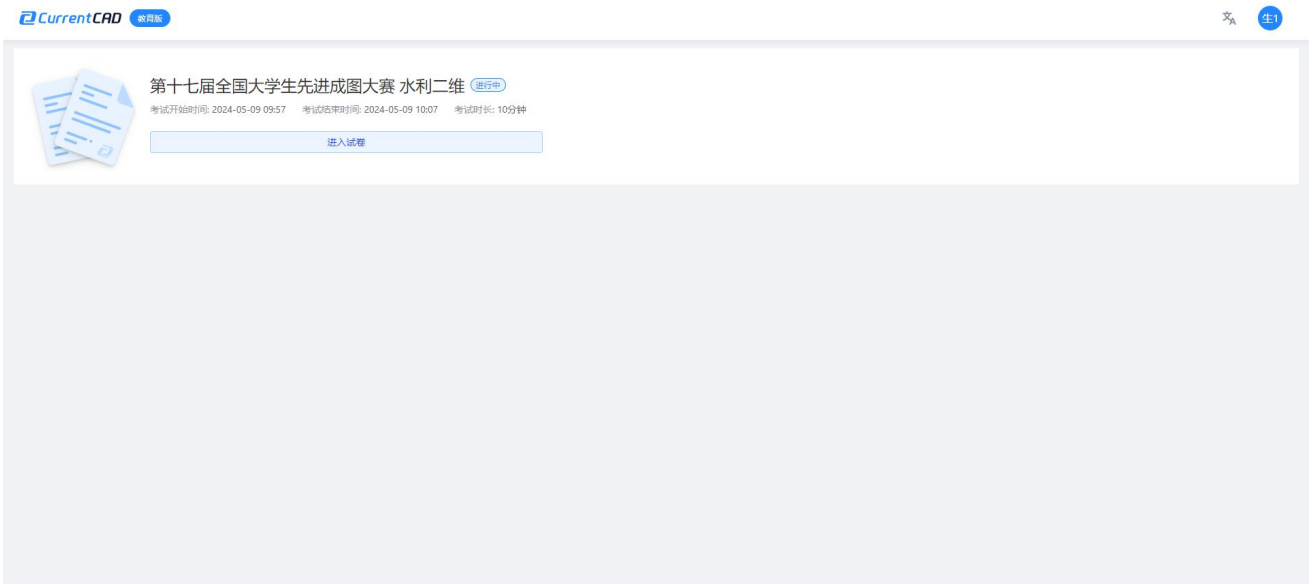 CurrentCAD 教育版
文A 生1
第十七届全国大学生先进成图大赛 水利二维 进行中
考试开始时间: 2024-05-09 09:57 考试结束时间: 2024-05-09 10:07 考试时长: 10分钟
进入试卷